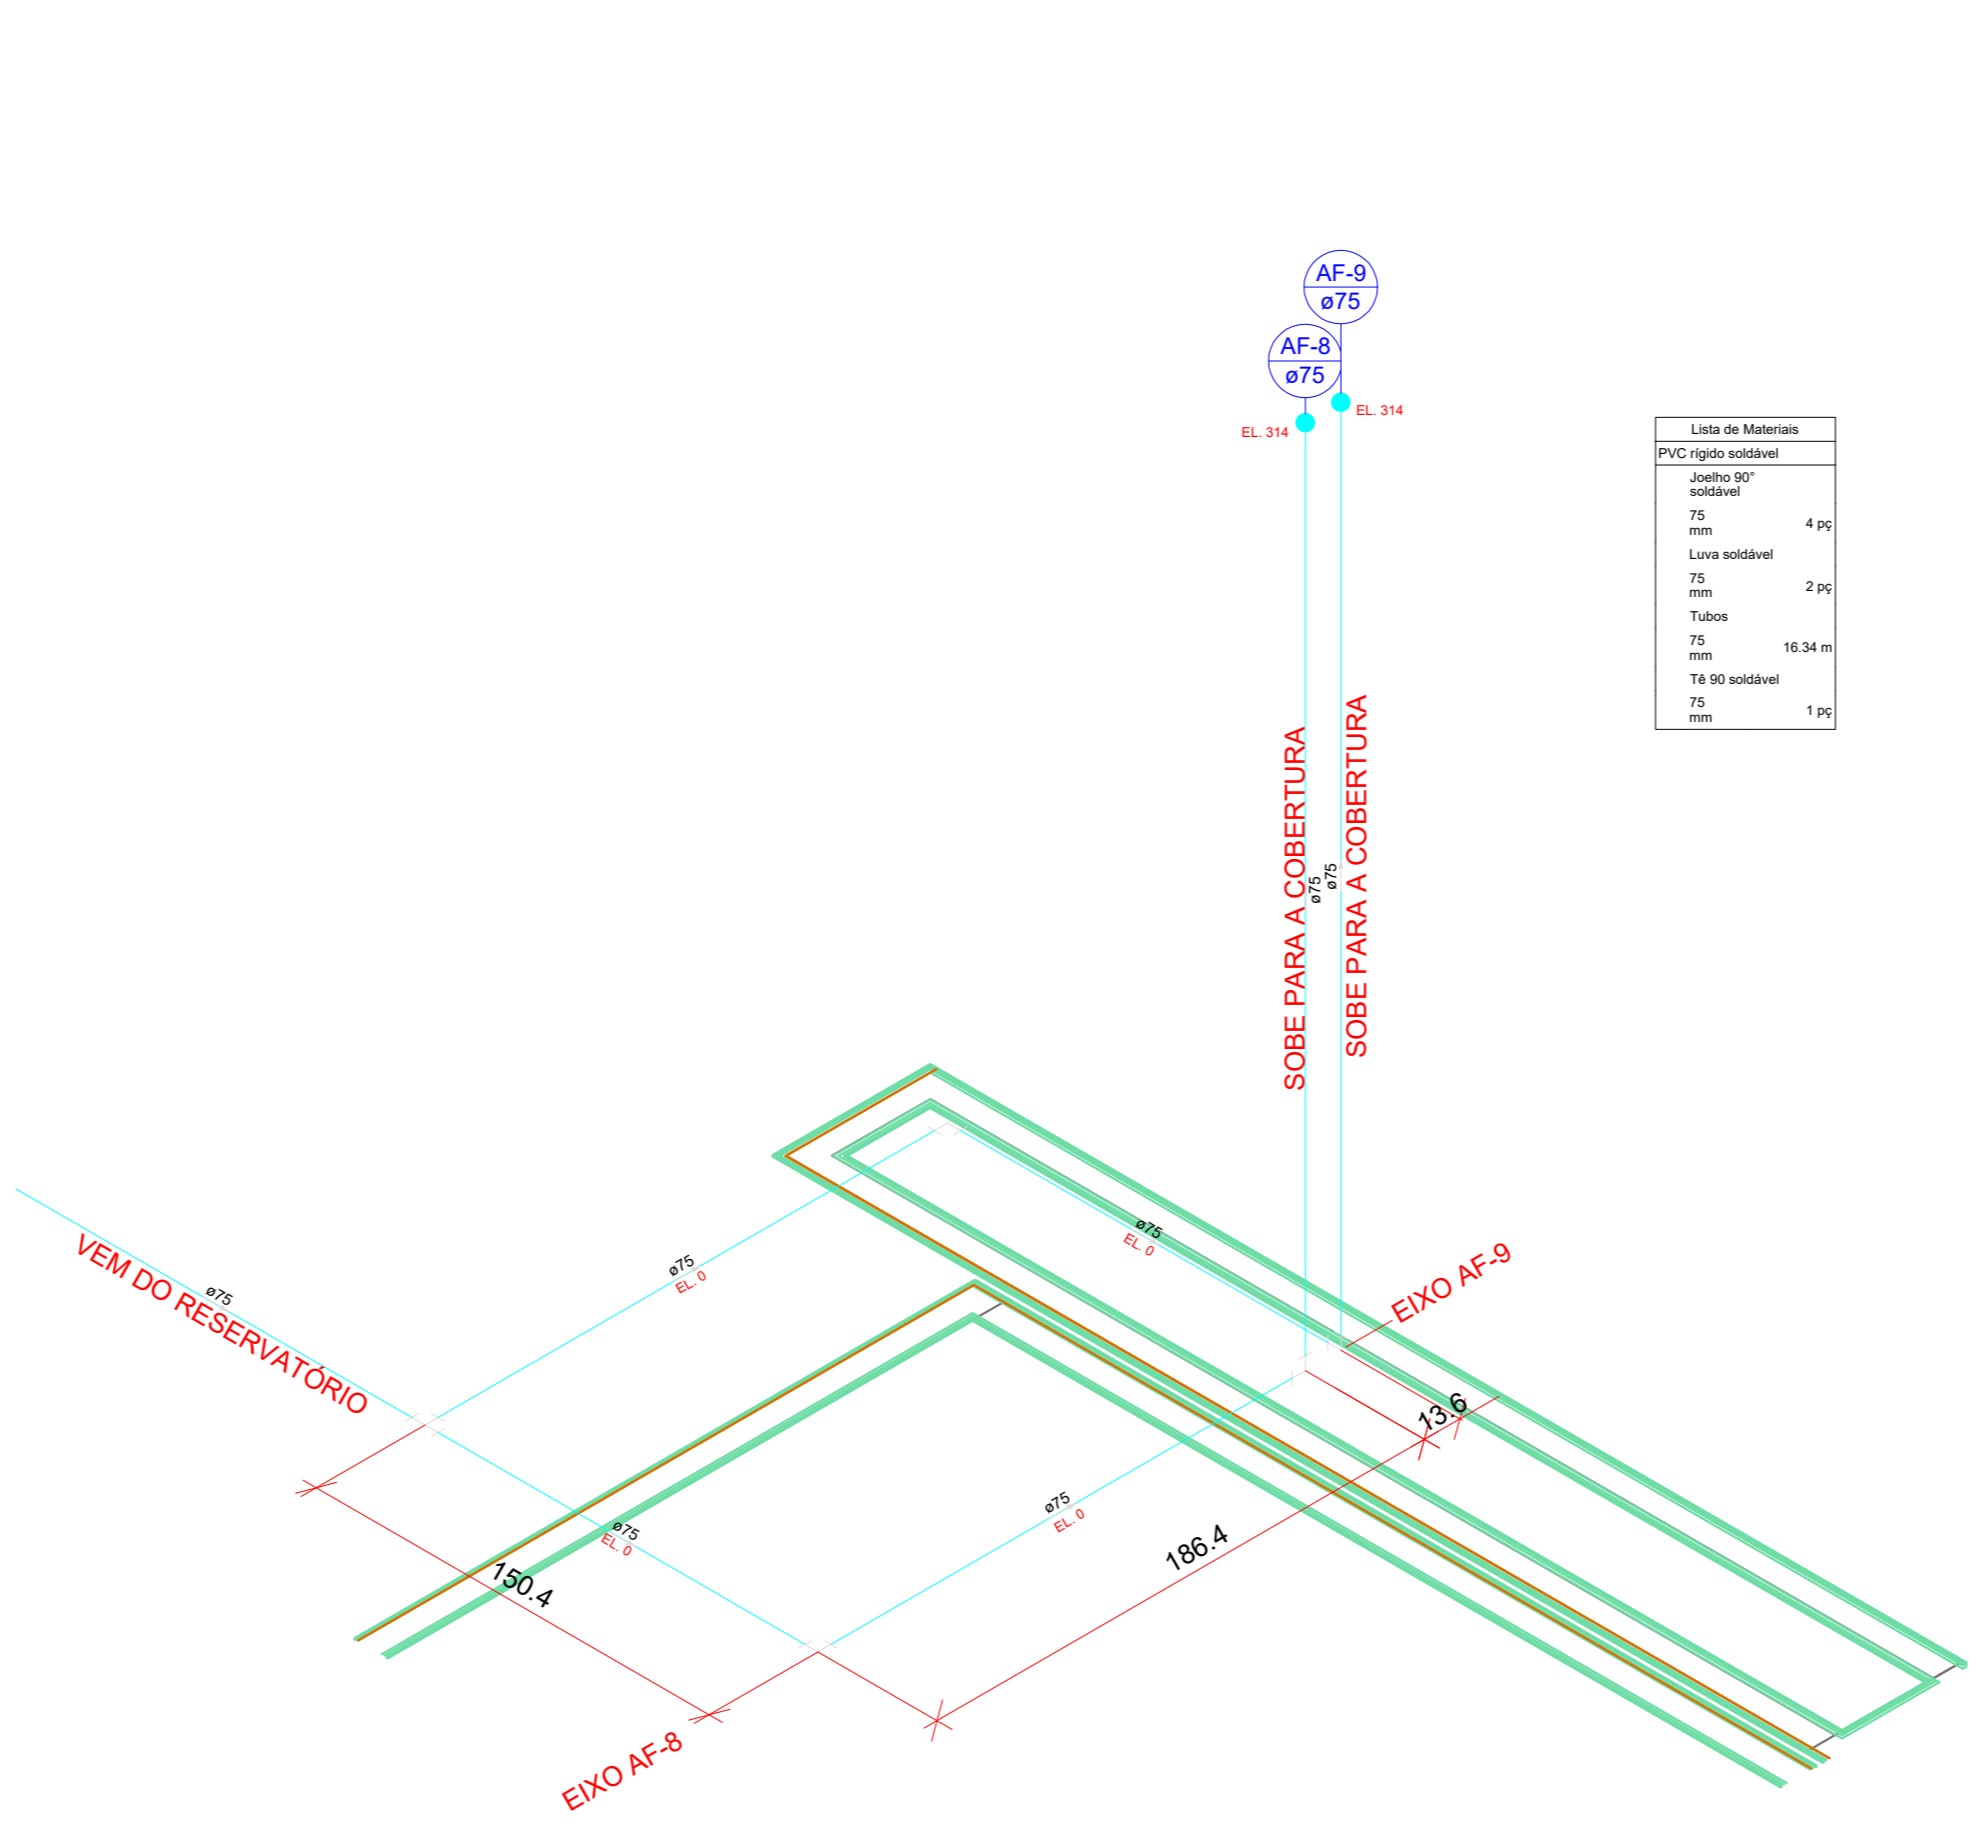 AF-9
ø75
AF-8
ø75
EL. 314
EL. 314
Lista de Materiais
PVC rígido soldável
Joelho 90°
soldável
75
mm
4 pç
Luva soldável
75
mm
2 pç
Tubos
75
mm
16.34 m
Tê 90 soldável
75
mm
1 pç
SOBE PARA A COBERTURA
ø75
ø75
SOBE PARA A COBERTURA
ø75
EL. 0
ø75
EL. 0
EIXO AF-9
ø75
VEM DO RESERVATÓRIO
13.6
ø75
EL. 0
ø75
EL. 0
186.4
150.4
EIXO AF-8